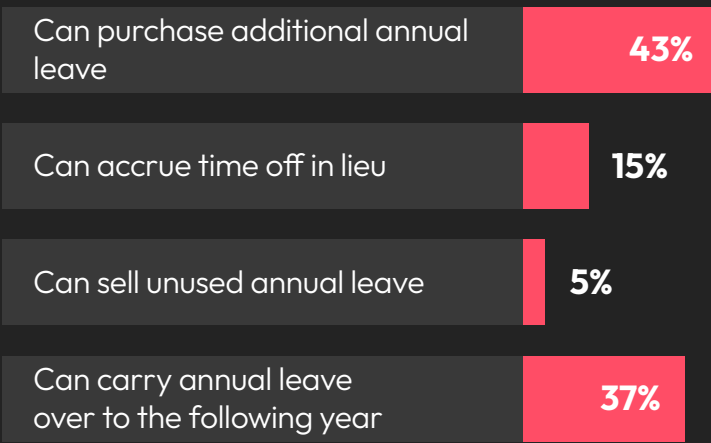 Can purchase additional annual
leave
43%
Can accrue time off in lieu
15%
Can sell unused annual leave
5%
Can carry annual leave
over to the following year
37%